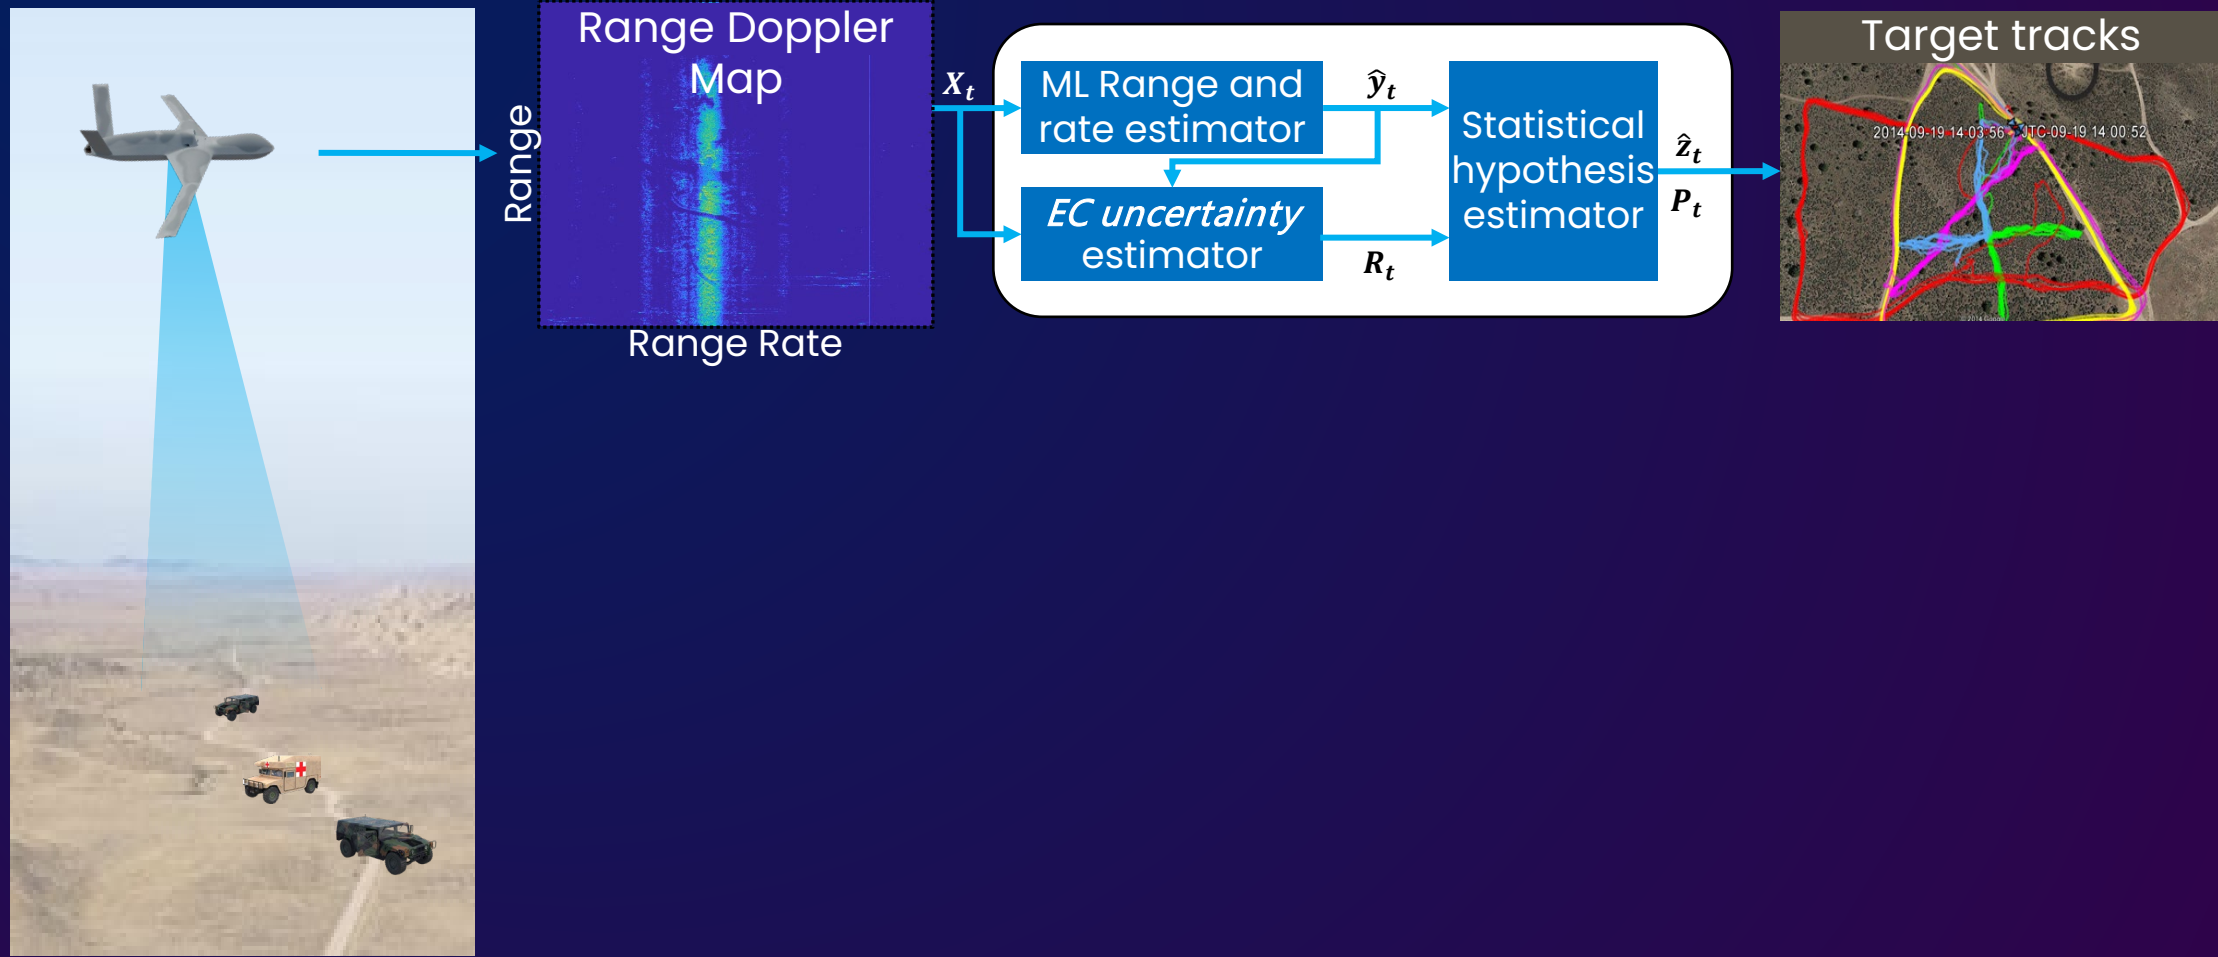 Range Doppler
Map
Range
Range Rate
X_t
ML Range and
rate estimator
ŷ_t
EC uncertainty
estimator
R_t
Statistical
hypothesis
estimator
ẑ_t
P_t
Target tracks
2014-09-19 14:03:56
UTC-09-19 14:00:52